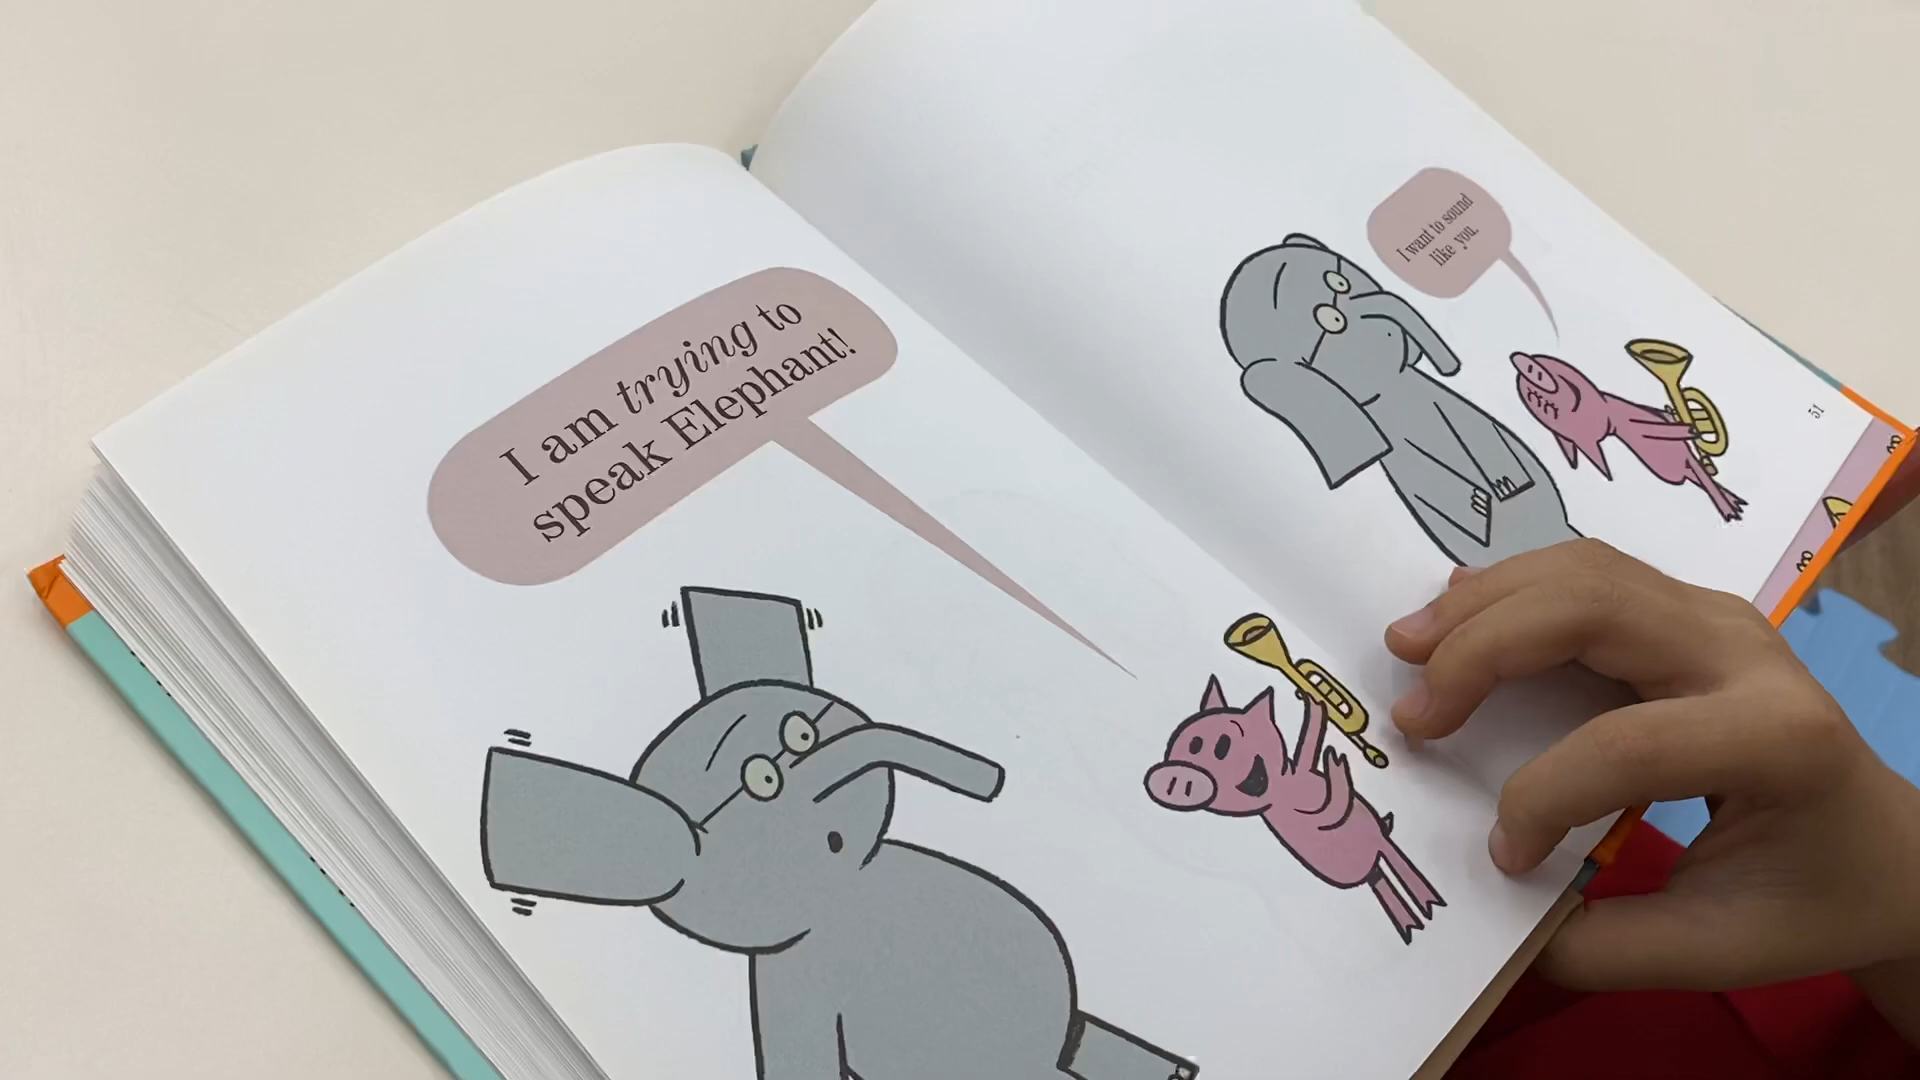 I am trying to
speak Elephant!
I want to sound
like you.
51